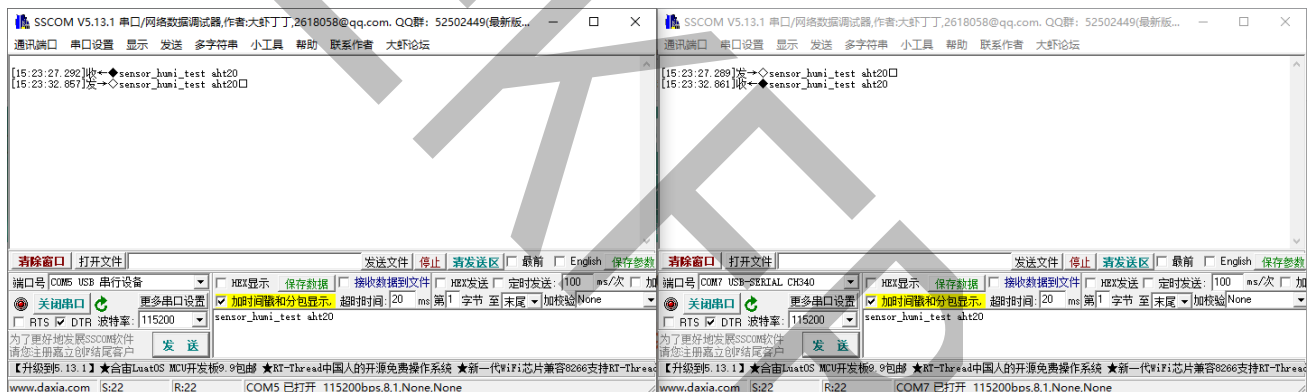 SSCOM V5.13.1 串口/网络数据调试器,作者:大虾丁丁,2618058@qq.com. QQ群：52502449(最新版...
通讯端口 串口设置 显示 发送 多字符串 小工具 帮助 联系作者 大虾论坛
[15:23:27.292]收←◆sensor_humi_test aht20
[15:23:32.857]发→◇sensor_humi_test aht20□
清除窗口 打开文件 发送文件 停止 清发送区 最前 English 保存参数
端口号 COM5 USB 串行设备 HEX显示 保存数据 接收数据到文件 HEX发送 定时发送: 100 ms/次 加
关闭串口 更多串口设置 加时间戳和分包显示, 超时时间: 20 ms 第1 字节 至 末尾 加校验 None
RTS DTR 波特率: 115200 sensor_humi_test aht20
为了更好地发展SSCOM软件
请您注册嘉立创F结尾客户 发 送
【升级到5.13.1】★合宙LuatOS MCU开发板9.9包邮 ★RT-Thread中国人的开源免费操作系统 ★新一代WiFi芯片兼容8266支持RT-Threa
www.daxia.com S:22 R:22 COM5 已打开 115200bps,8,1,None,None
SSCOM V5.13.1 串口/网络数据调试器,作者:大虾丁丁,2618058@qq.com. QQ群：52502449(最新版...
通讯端口 串口设置 显示 发送 多字符串 小工具 帮助 联系作者 大虾论坛
[15:23:27.289]发→◇sensor_humi_test aht20□
[15:23:32.861]收←◆sensor_humi_test aht20
清除窗口 打开文件 发送文件 停止 清发送区 最前 English 保存参数
端口号 COM7 USB-SERIAL CH340 HEX显示 保存数据 接收数据到文件 HEX发送 定时发送: 100 ms/次 加
关闭串口 更多串口设置 加时间戳和分包显示, 超时时间: 20 ms 第1 字节 至 末尾 加校验 None
RTS DTR 波特率: 115200 sensor_humi_test aht20
为了更好地发展SSCOM软件
请您注册嘉立创F结尾客户 发 送
【升级到5.13.1】★合宙LuatOS MCU开发板9.9包邮 ★RT-Thread中国人的开源免费操作系统 ★新一代WiFi芯片兼容8266支持RT-Threa
www.daxia.com S:22 R:22 COM7 已打开 115200bps,8,1,None,None